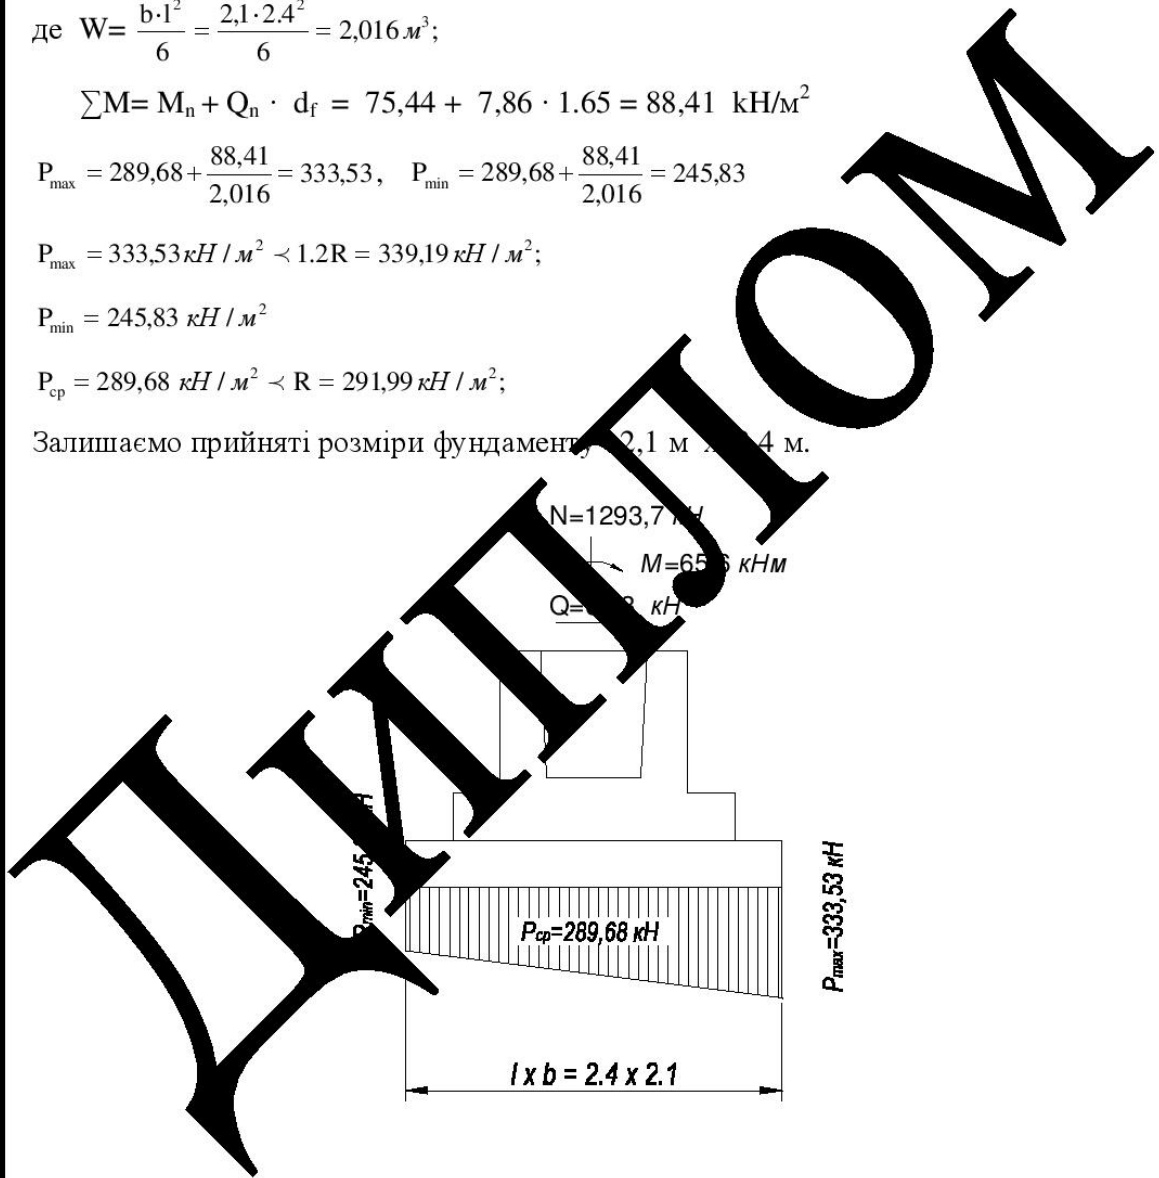 де W= b·l² / 6 = 2,1·2.4² / 6 = 2,016 м³;
∑M= Mn + Qn · df = 75,44 + 7,86 · 1.65 = 88,41 kH/м²
Pmax = 289,68+ 88,41 / 2,016 = 333,53, Pmin = 289,68+ 88,41 / 2,016 = 245,83
Pmax = 333,53 кН / м² ≺ 1.2R = 339,19 кН / м²;
Pmin = 245,83 кН / м²
Pср = 289,68 кН / м² ≺ R = 291,99 кН / м²;
Залишаємо прийняті розміри 2,1 м м.
N=1293,7
кНм
кН
Pср=289,68 кН
Pmax=333,53 кН
l x b = 2.4 x 2.1
ДИПЛОМ